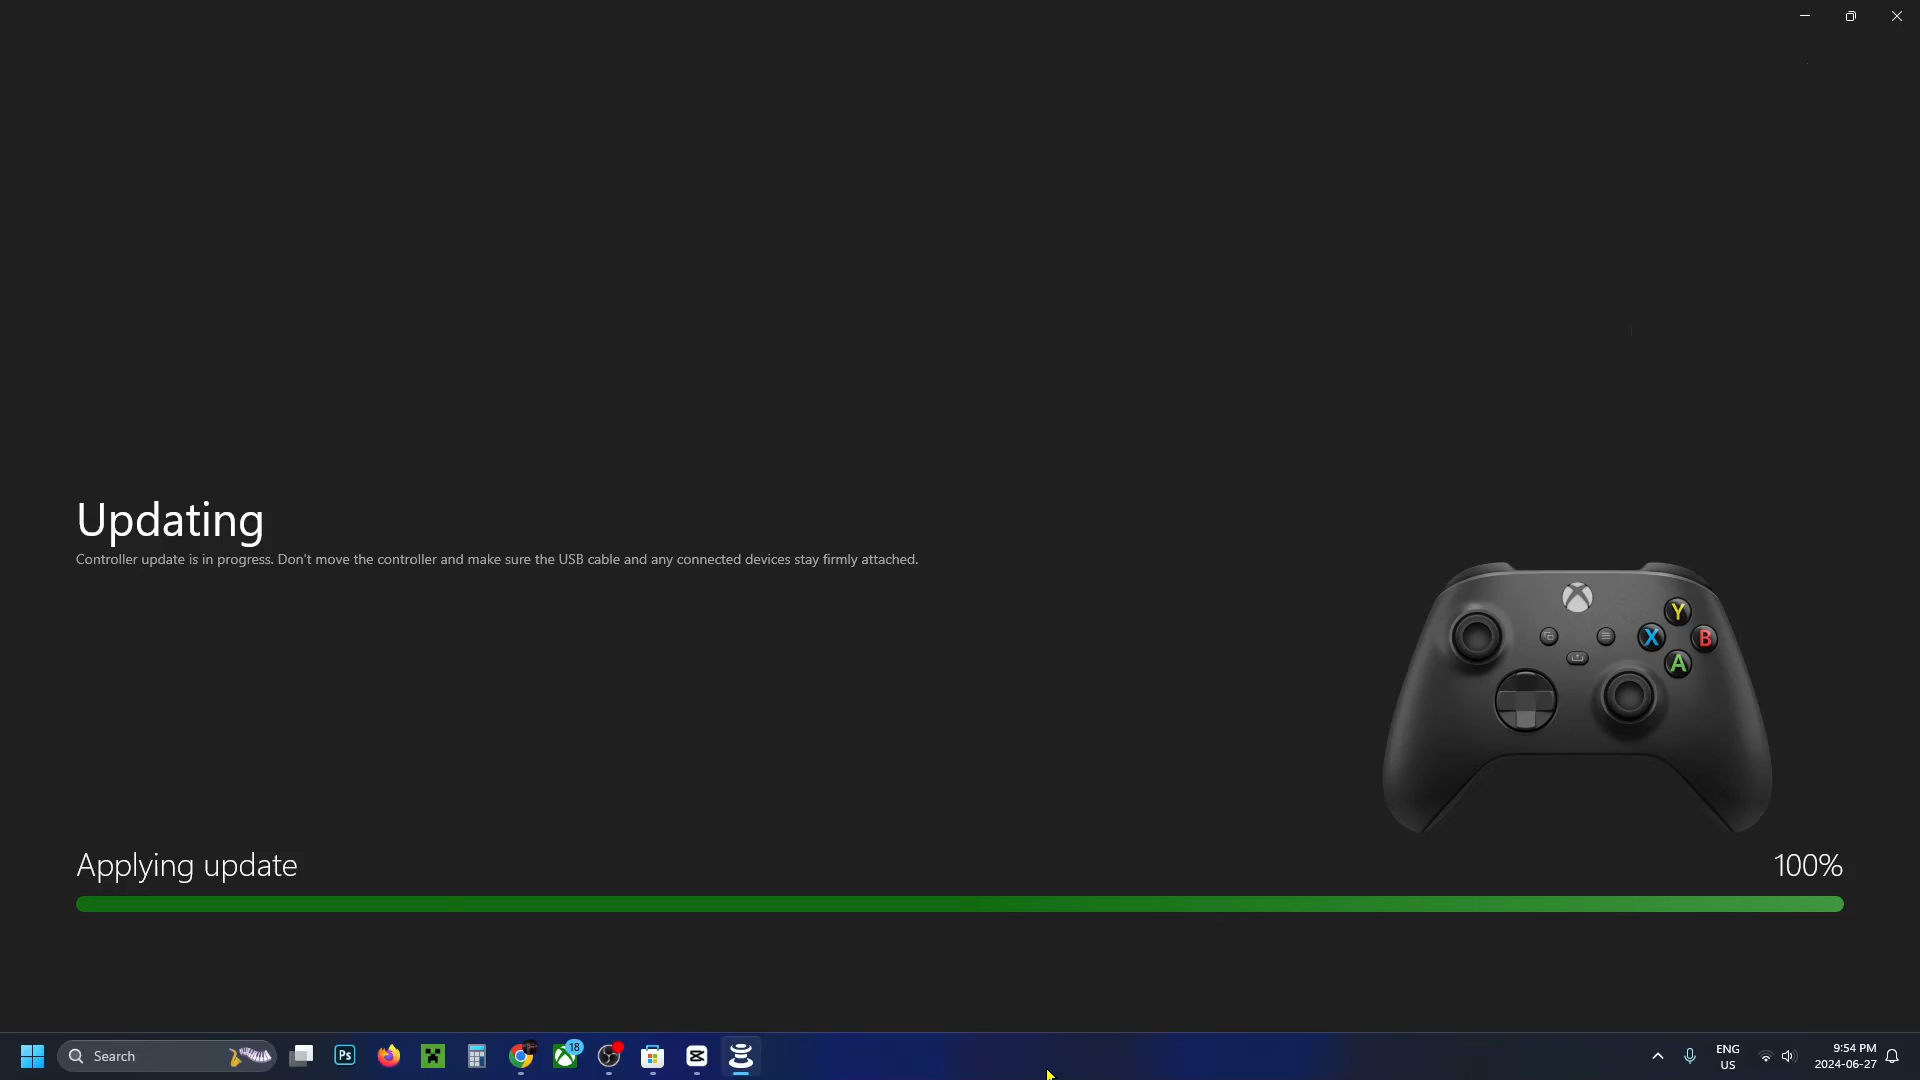 Updating
Controller update is in progress. Don't move the controller and make sure the USB cable and any connected devices stay firmly attached.
Y
X
B
A
Applying update
100%
Search
Ps
18
ENG
US
9:54 PM
2024-06-27